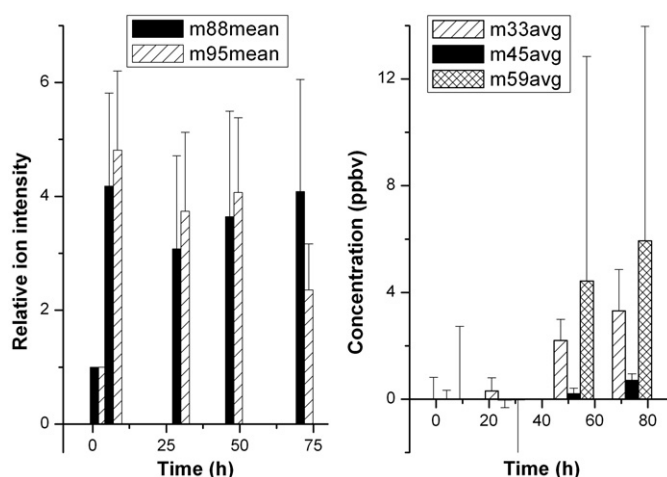 m88mean
m95mean
Relative ion intensity
6
4
2
0
0
25
50
75
Time (h)
m33avg
m45avg
m59avg
Concentration (ppbv)
12
8
4
0
0
20
40
60
80
Time (h)